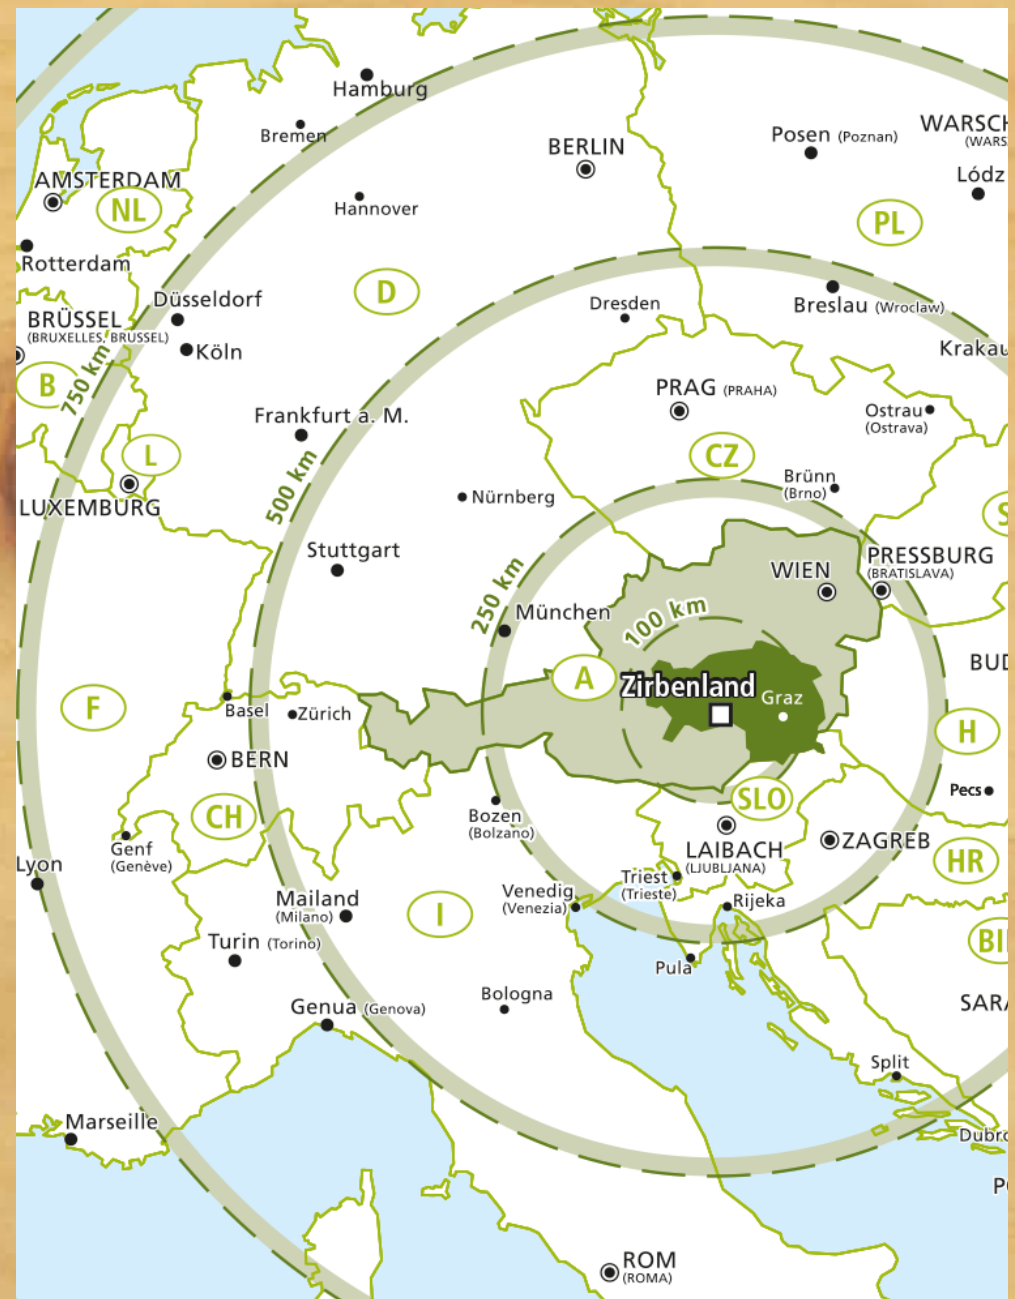 Hamburg
Bremen
BERLIN
Posen (Poznan)
WARSCH
(WARS
Lódz
AMSTERDAM
NL
Hannover
PL
Rotterdam
D
Düsseldorf
Dresden
Breslau (Wroclaw)
BRÜSSEL
(BRUXELLES, BRUSSEL)
Köln
Krakau
B
750 km
PRAG (PRAHA)
Frankfurt a. M.
Ostrau
(Ostrava)
L
CZ
500 km
Brünn
(Brno)
Nürnberg
LUXEMBURG
S
Stuttgart
WIEN
PRESSBURG
(BRATISLAVA)
250 km
München
100 km
BUD
A
Zirbenland
Graz
F
Basel
Zürich
H
BERN
Pecs
SLO
CH
Bozen
(Bolzano)
Genf
(Genève)
LAIBACH
(LJUBLJANA)
ZAGREB
HR
Lyon
Triest
(Trieste)
Venedig
(Venezia)
Rijeka
Mailand
(Milano)
I
Turin (Torino)
BI
Pula
Bologna
Genua (Genova)
SARA
Split
Marseille
Dubro
P
ROM
(ROMA)